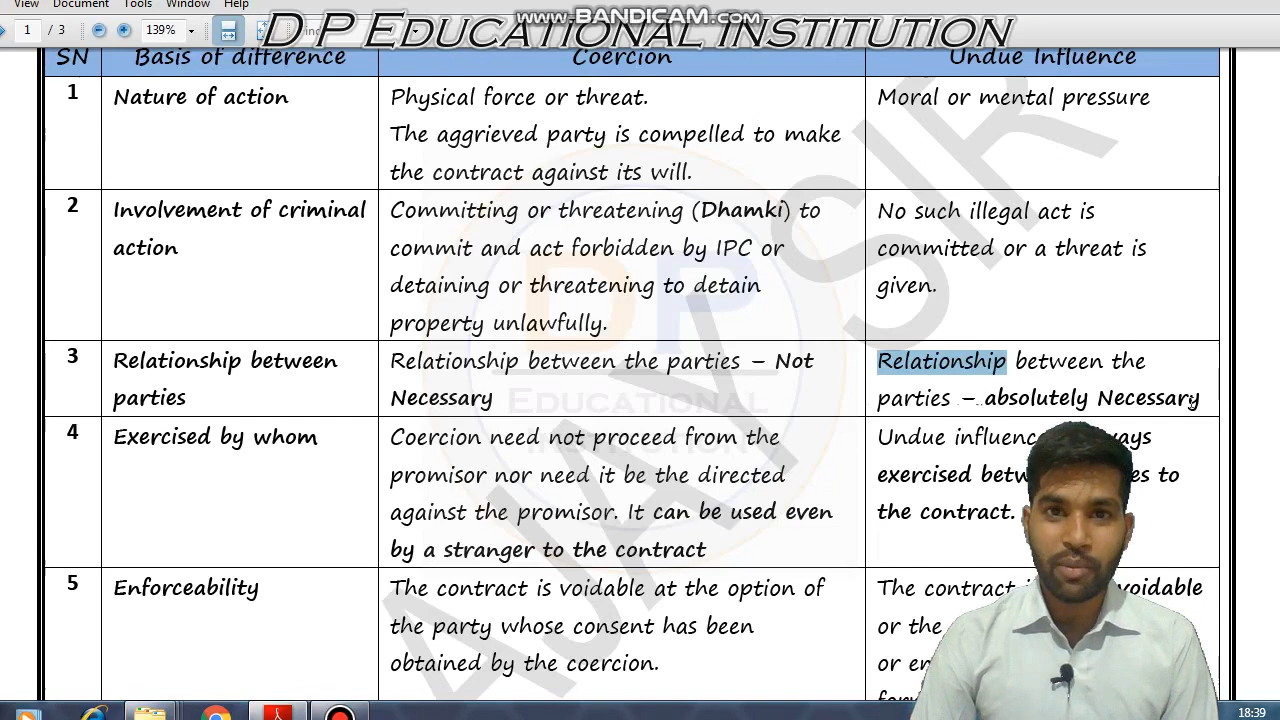 View Document Tools Window Help
www.BANDICAM.com
D P EDUCATIONAL INSTITUTION
1 / 3 139% Find
SN Basis of difference Coercion Undue Influence
1 Nature of action
Physical force or threat.
The aggrieved party is compelled to make
the contract against its will.
Moral or mental pressure
2 Involvement of criminal
action
Committing or threatening (Dhamki) to
commit and act forbidden by IPC or
detaining or threatening to detain
property unlawfully.
No such illegal act is
committed or a threat is
given.
3 Relationship between
parties
Relationship between the parties – Not
Necessary
Relationship between the
parties – absolutely Necessary
4 Exercised by whom
Coercion need not proceed from the
promisor nor need it be the directed
against the promisor. It can be used even
by a stranger to the contract
Undue influence
exercised
the contract.
5 Enforceability
The contract is voidable at the option of
the party whose consent has been
obtained by the coercion.
The contract voidable
or the
or
DP
EDUCATIONAL
AJAY SIR
18:39